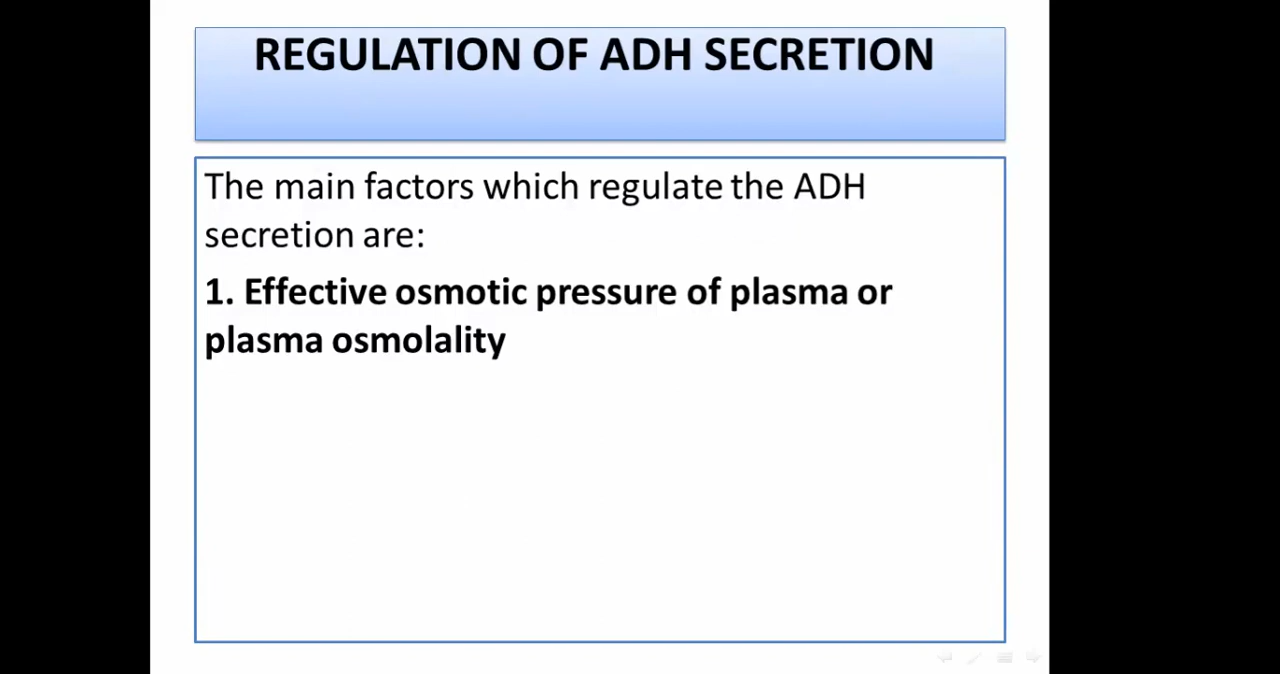 REGULATION OF ADH SECRETION
The main factors which regulate the ADH
secretion are:
1. Effective osmotic pressure of plasma or
plasma osmolality